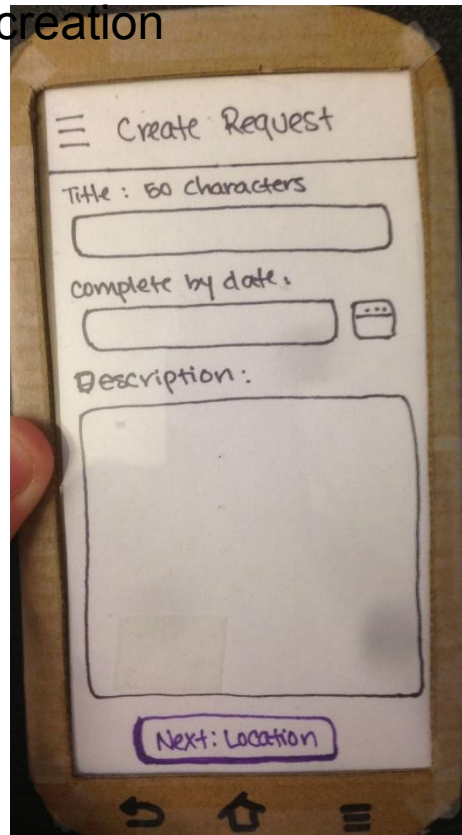 creation
Create Request
Title : 50 characters
complete by date:
Description:
Next: Location